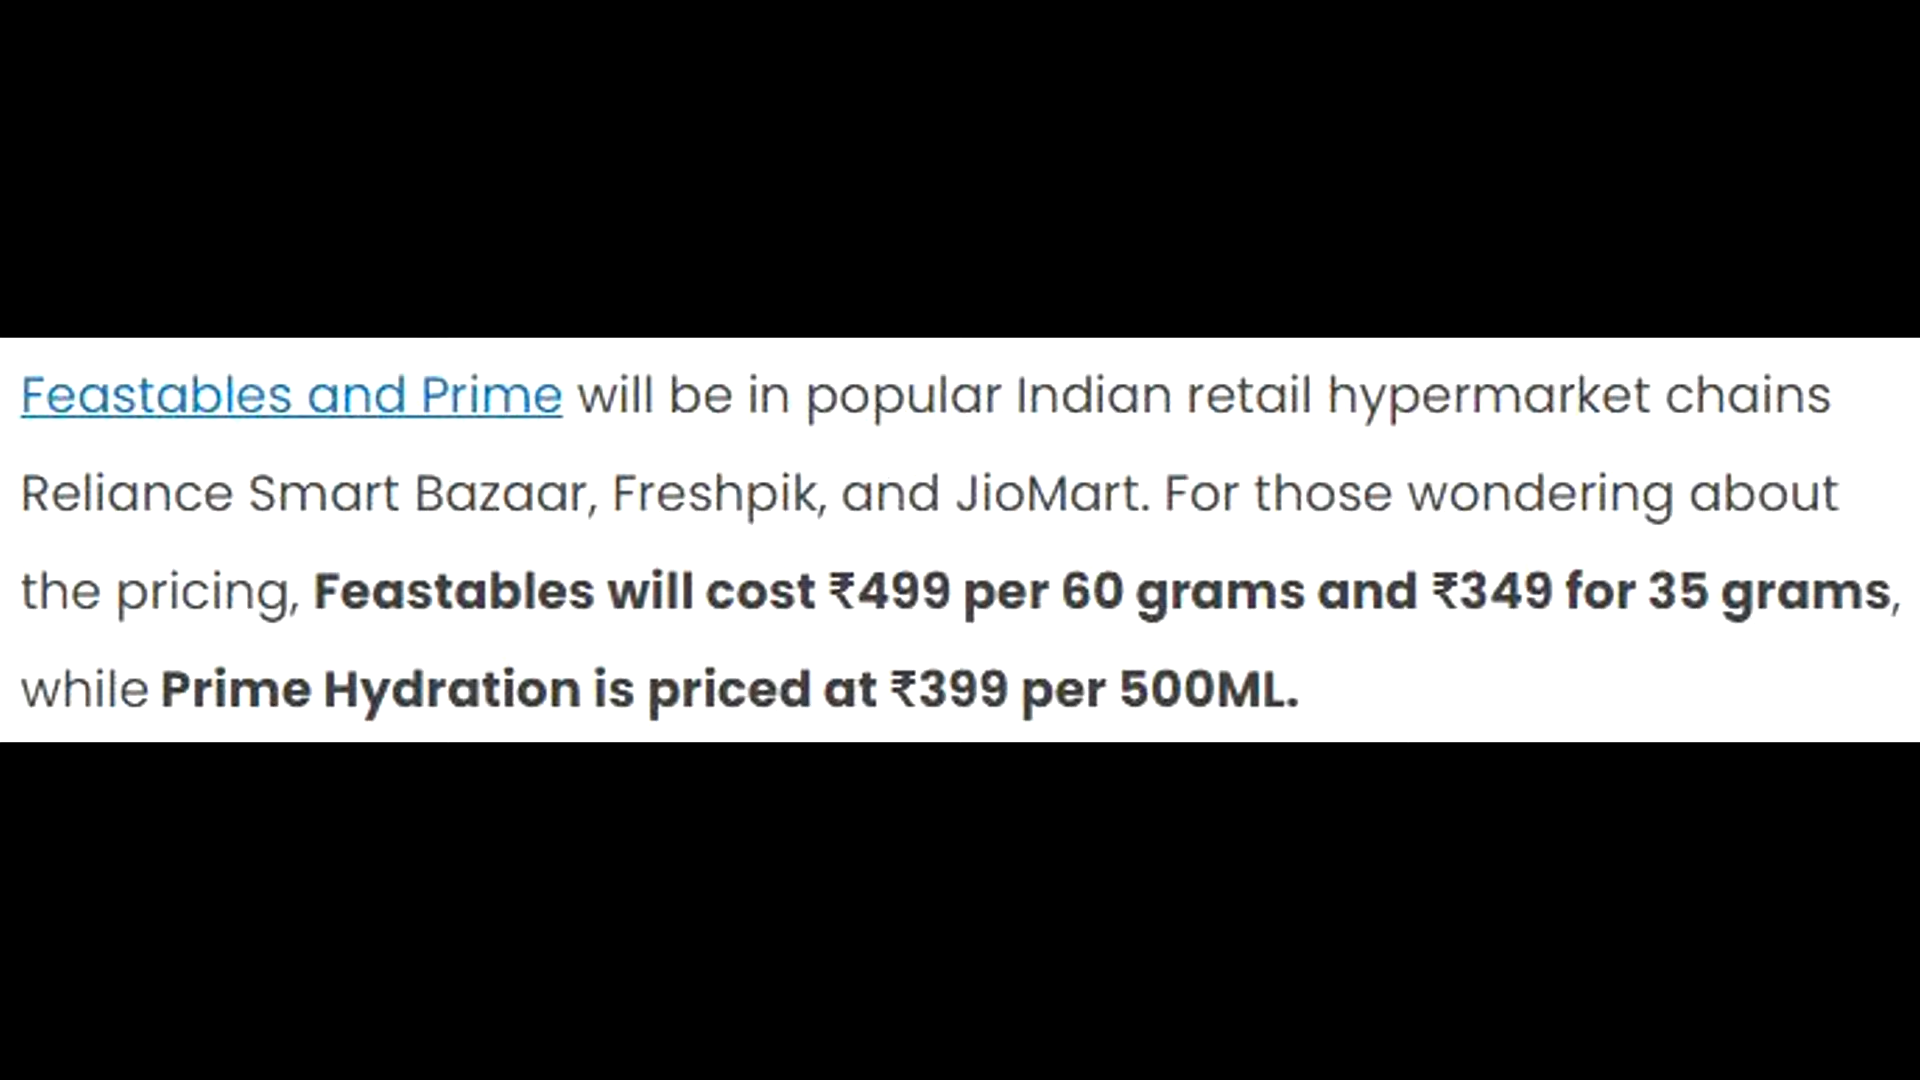 Feastables and Prime will be in popular Indian retail hypermarket chains
Reliance Smart Bazaar, Freshpik, and JioMart. For those wondering about
the pricing, Feastables will cost ₹499 per 60 grams and ₹349 for 35 grams,
while Prime Hydration is priced at ₹399 per 500ML.